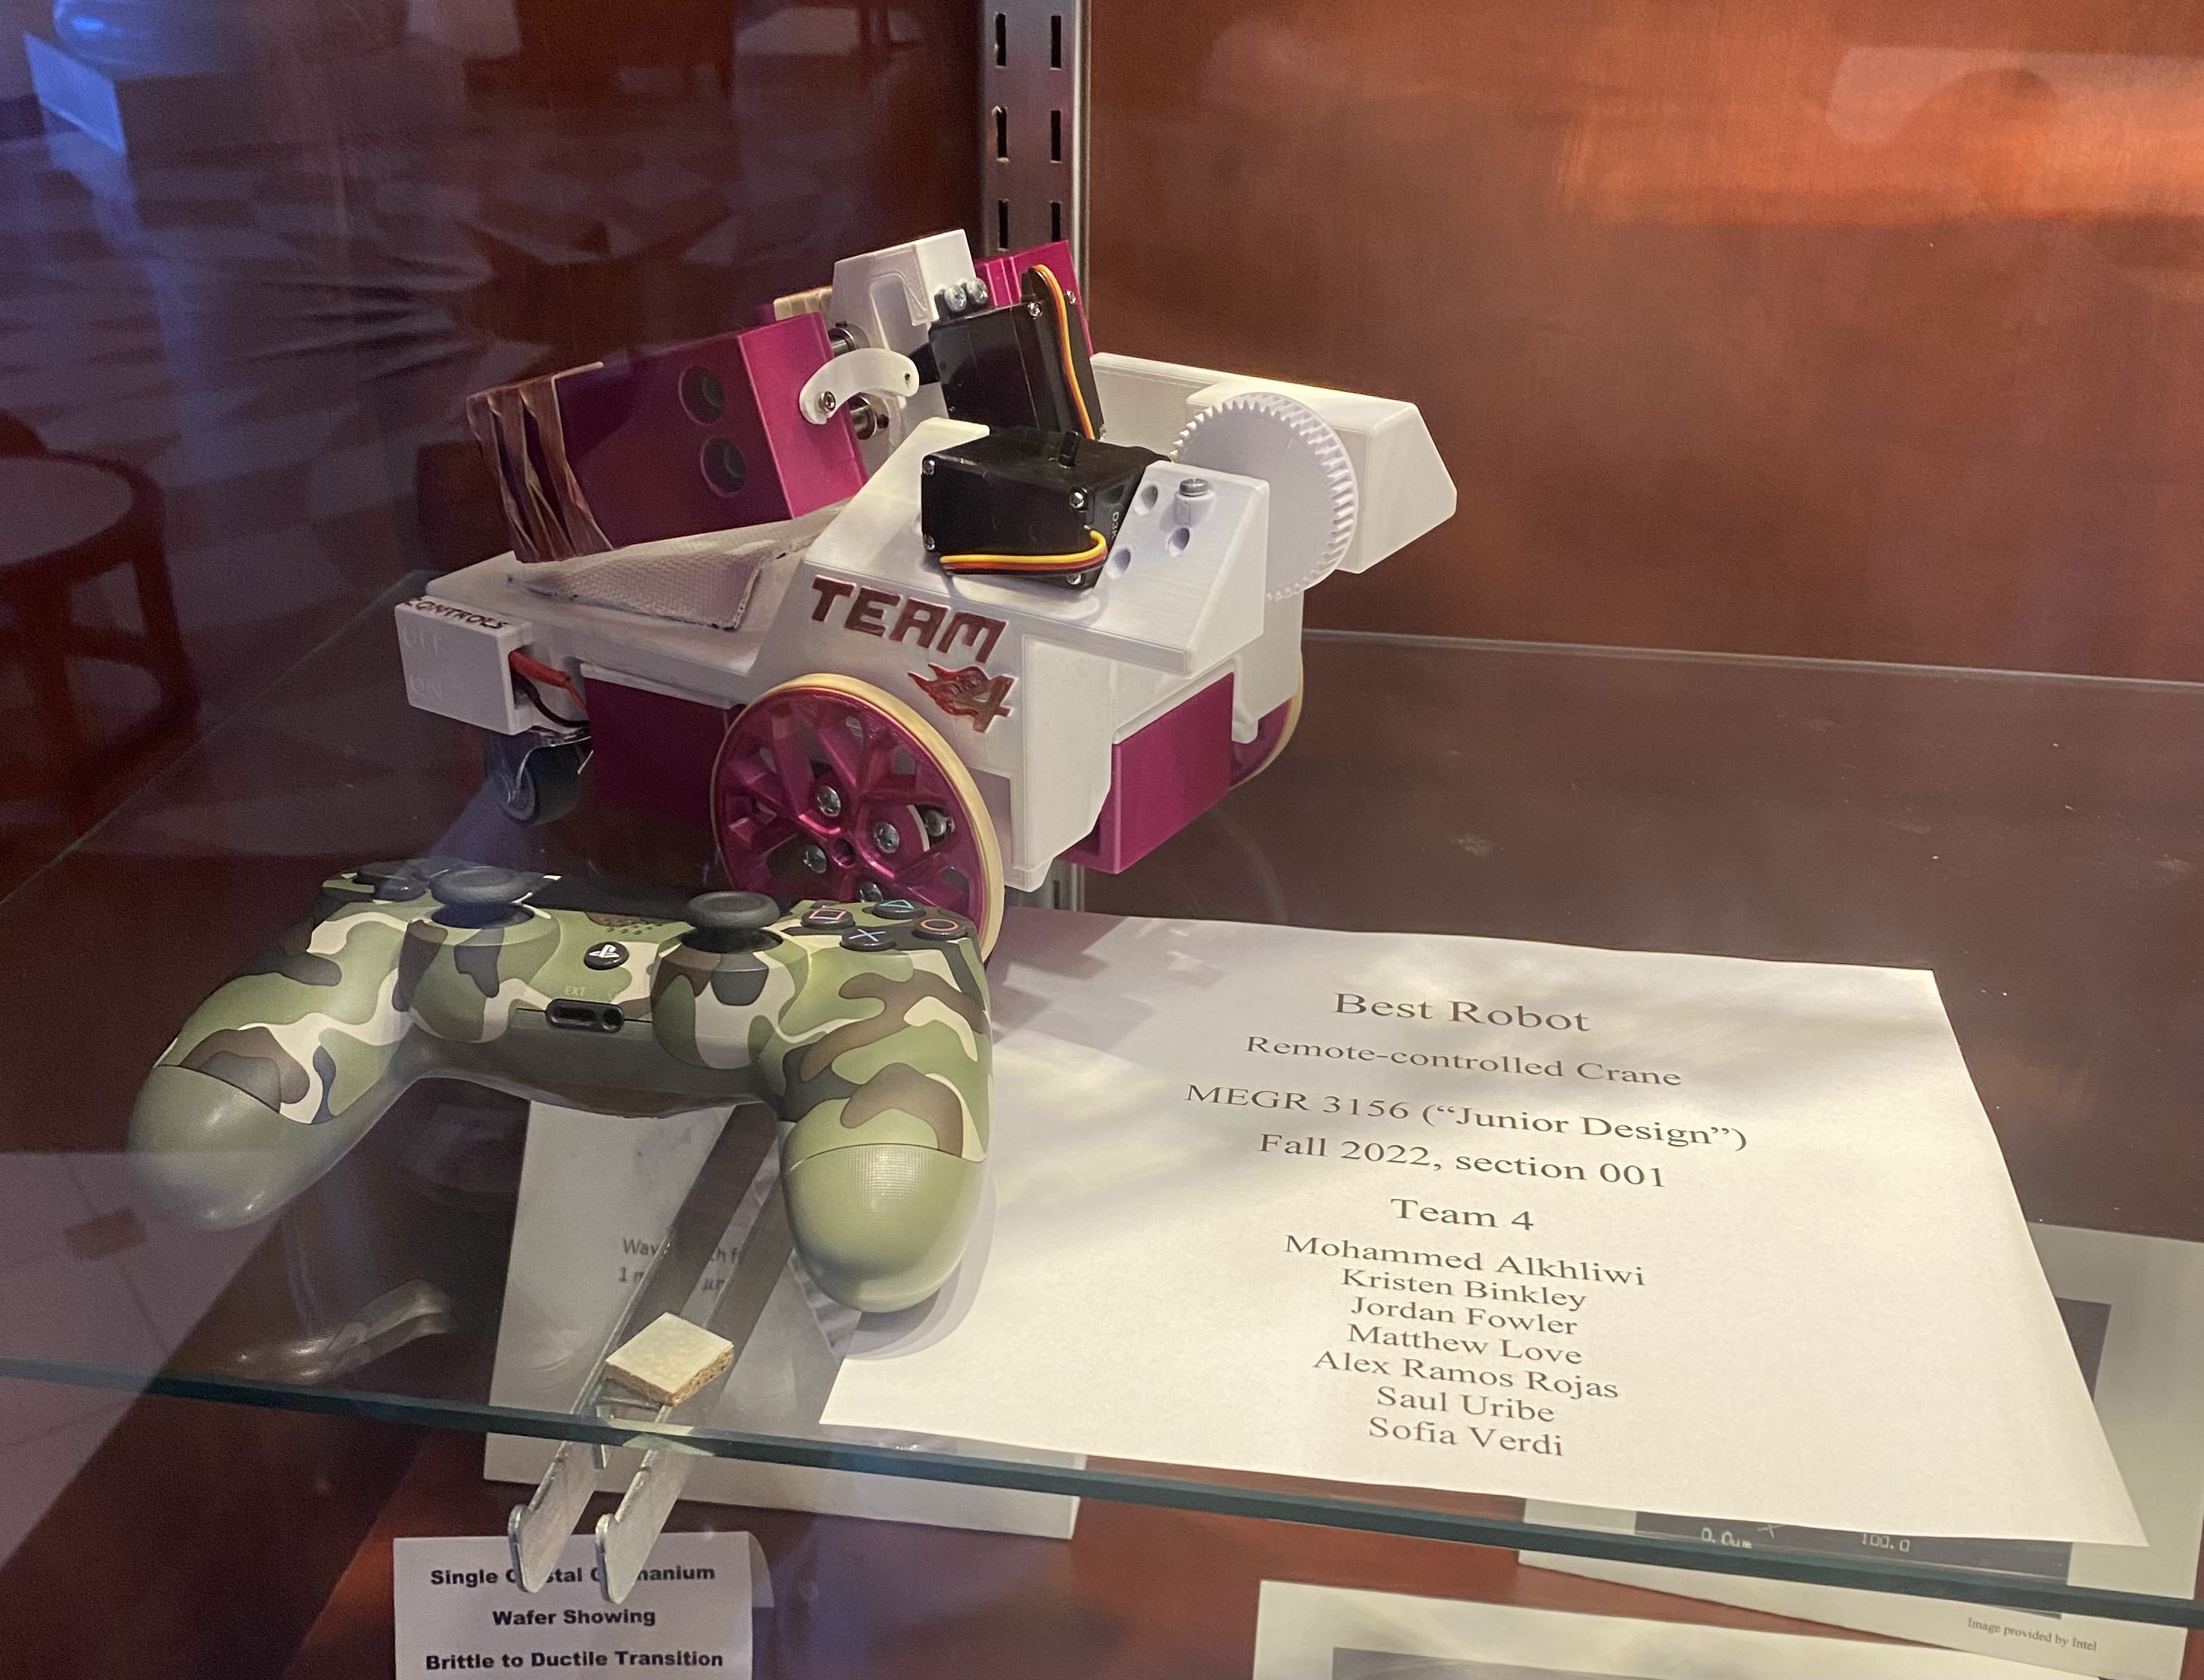 CONTROLS
TEAM
4
EXT
Best Robot
Remote-controlled Crane
MEGR 3156 (“Junior Design”)
Fall 2022, section 001
Team 4
Mohammed Alkhliwi
Kristen Binkley
Jordan Fowler
Matthew Love
Alex Ramos Rojas
Saul Uribe
Sofia Verdi
0.0um 100.0
Image provided by Intel
Single
Wafer Showing
Brittle to Ductile Transition